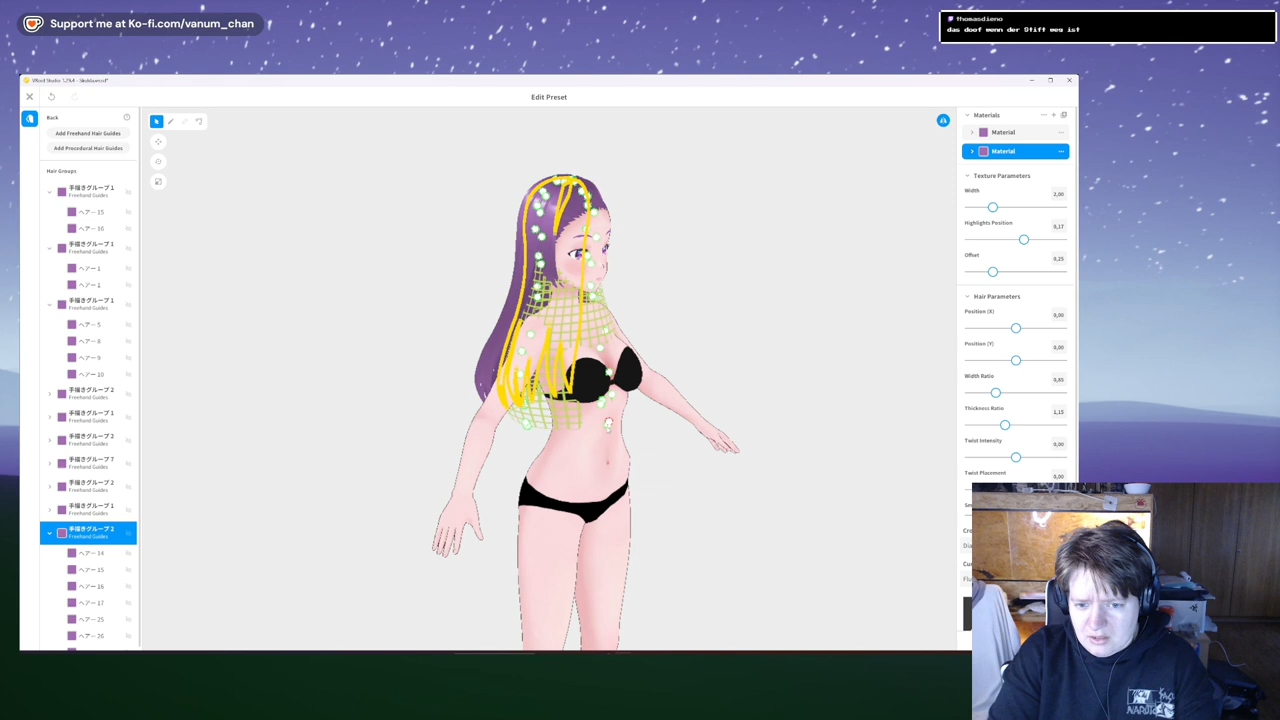 Support me at Ko-fi.com/vanum_chan
thomasdieno
das doof wenn der Stift weg ist
Edit Preset
Back
Add Freehand Hair Guides
Add Procedural Hair Guides
Hair Groups
手描きグループ 1
Freehand Guides
ヘアー 15
ヘアー 16
手描きグループ 1
Freehand Guides
ヘアー 1
ヘアー 1
手描きグループ 1
Freehand Guides
ヘアー 5
ヘアー 8
ヘアー 9
ヘアー 10
手描きグループ 2
Freehand Guides
手描きグループ 1
Freehand Guides
手描きグループ 2
Freehand Guides
手描きグループ 7
Freehand Guides
手描きグループ 2
Freehand Guides
手描きグループ 1
Freehand Guides
手描きグループ 2
Freehand Guides
ヘアー 14
ヘアー 15
ヘアー 16
ヘアー 17
ヘアー 25
ヘアー 26
Materials
Material
Material
Texture Parameters
Width 2,00
Highlights Position 0,17
Offset 0,25
Hair Parameters
Position (X) 0,00
Position (Y) 0,00
Width Ratio 0,85
Thickness Ratio 1,15
Twist Intensity 0,00
Twist Placement 0,00